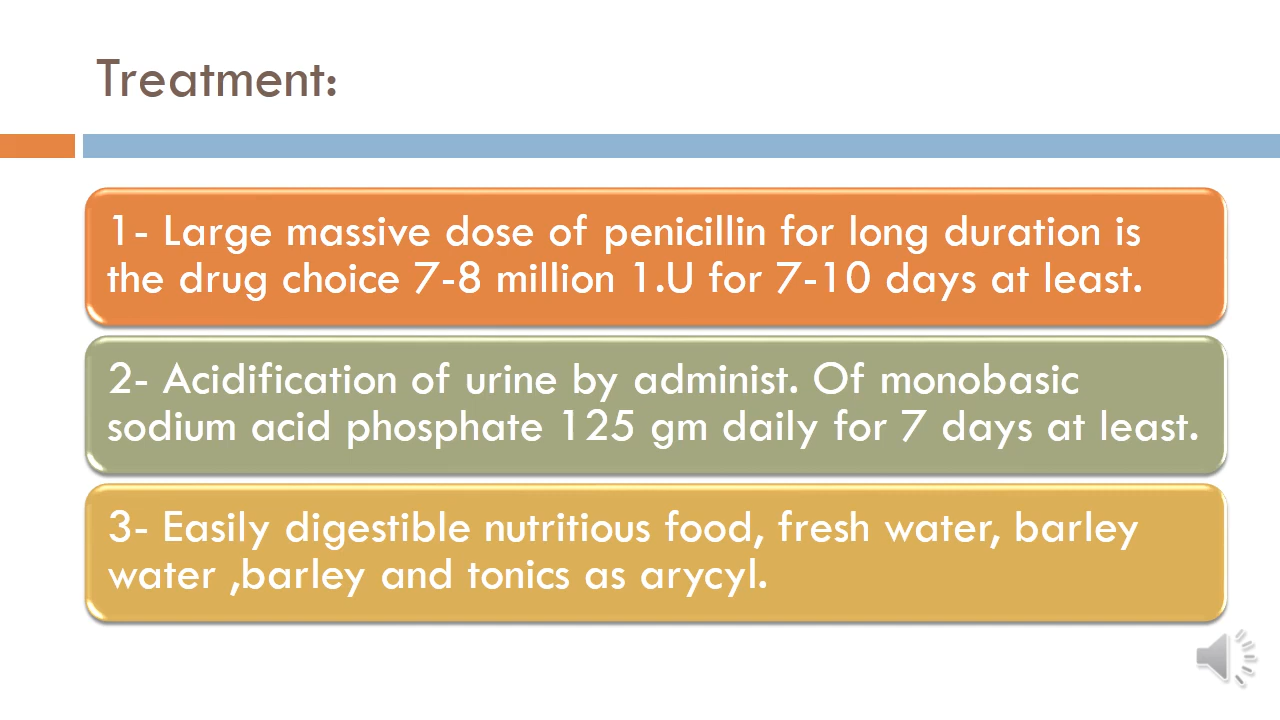 Treatment:
1- Large massive dose of penicillin for long duration is
the drug choice 7-8 million 1.U for 7-10 days at least.
2- Acidification of urine by administ. Of monobasic
sodium acid phosphate 125 gm daily for 7 days at least.
3- Easily digestible nutritious food, fresh water, barley
water ,barley and tonics as arycyl.